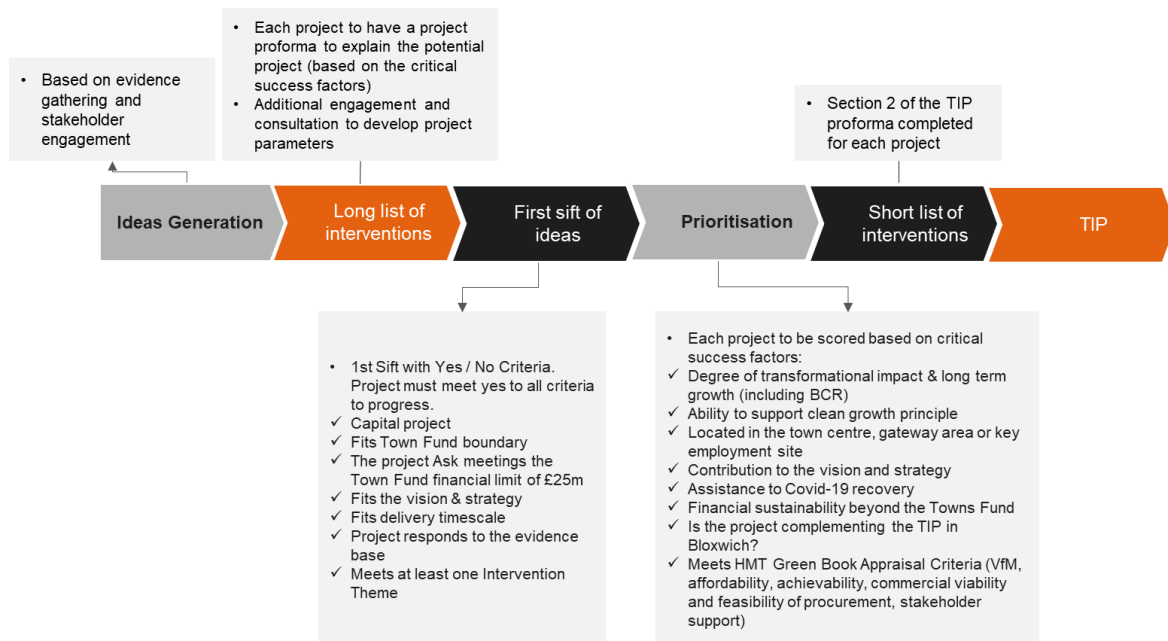 • Based on evidence
gathering and
stakeholder
engagement
• Each project to have a project
proforma to explain the potential
project (based on the critical
success factors)
• Additional engagement and
consultation to develop project
parameters
• Section 2 of the TIP
proforma completed
for each project
Ideas Generation
Long list of
interventions
First sift of
ideas
Prioritisation
Short list of
interventions
TIP
• 1st Sift with Yes / No Criteria.
Project must meet yes to all criteria
to progress.
✓ Capital project
✓ Fits Town Fund boundary
✓ The project Ask meetings the
Town Fund financial limit of £25m
✓ Fits the vision & strategy
✓ Fits delivery timescale
✓ Project responds to the evidence
base
✓ Meets at least one Intervention
Theme
• Each project to be scored based on critical
success factors:
✓ Degree of transformational impact & long term
growth (including BCR)
✓ Ability to support clean growth principle
✓ Located in the town centre, gateway area or key
employment site
✓ Contribution to the vision and strategy
✓ Assistance to Covid-19 recovery
✓ Financial sustainability beyond the Towns Fund
✓ Is the project complementing the TIP in
Bloxwich?
✓ Meets HMT Green Book Appraisal Criteria (VfM,
affordability, achievability, commercial viability
and feasibility of procurement, stakeholder
support)